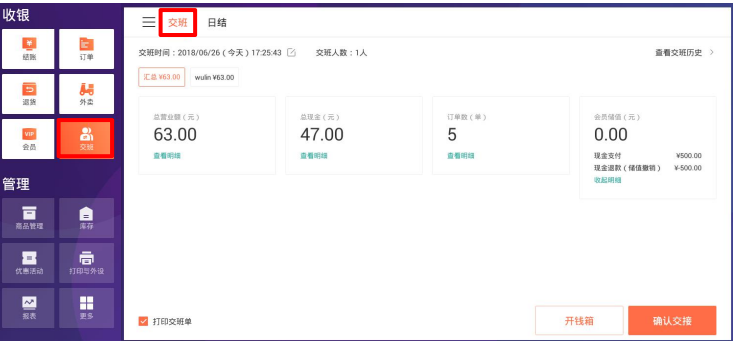 收银
结账
订单
退货
外卖
VIP
会员
交班
管理
商品管理
库存
优惠活动
打印与外设
报表
更多
交班 日结
交班时间：2018/06/26（今天）17:25:43 交班人数：1人 查看交班历史
汇总 ¥63.00 wulin ¥63.00
总营业额（元）
63.00
查看明细
总现金（元）
47.00
查看明细
订单数（单）
5
查看明细
会员储值（元）
0.00
现金支付 ¥500.00
现金退款（储值撤销） ¥-500.00
收起明细
打印交班单
开钱箱
确认交接